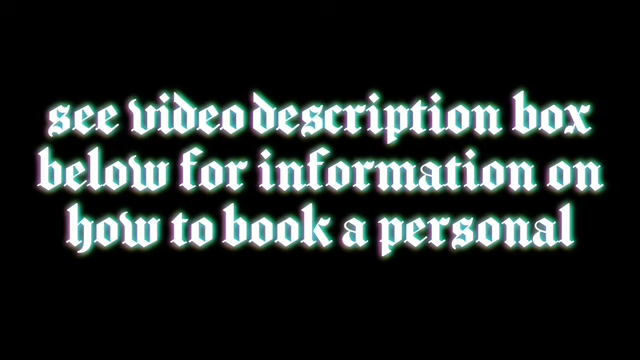 see video description box
below for information on
how to book a personal